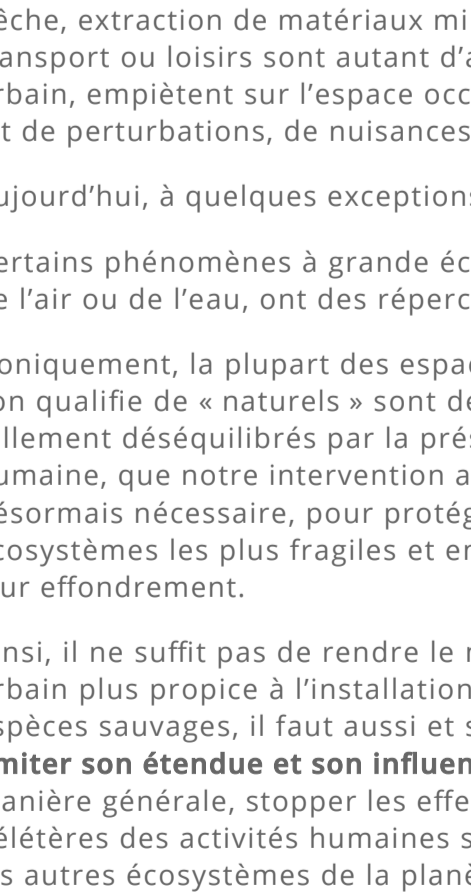 êche, extraction de matériaux mi
ansport ou loisirs sont autant d'a
rbain, empiètent sur l'espace occ
t de perturbations, de nuisances
ujourd'hui, à quelques exceptions
ertains phénomènes à grande éc
e l'air ou de l'eau, ont des réperc
oniquement, la plupart des espac
on qualifie de « naturels » sont de
llement déséquilibrés par la prés
umaine, que notre intervention a
ésormais nécessaire, pour protég
cosystèmes les plus fragiles et en
ur effondrement.
insi, il ne suffit pas de rendre le m
rbain plus propice à l'installation
spèces sauvages, il faut aussi et s
miter son étendue et son influen
anière générale, stopper les effe
élétères des activités humaines s
s autres écosystèmes de la planè